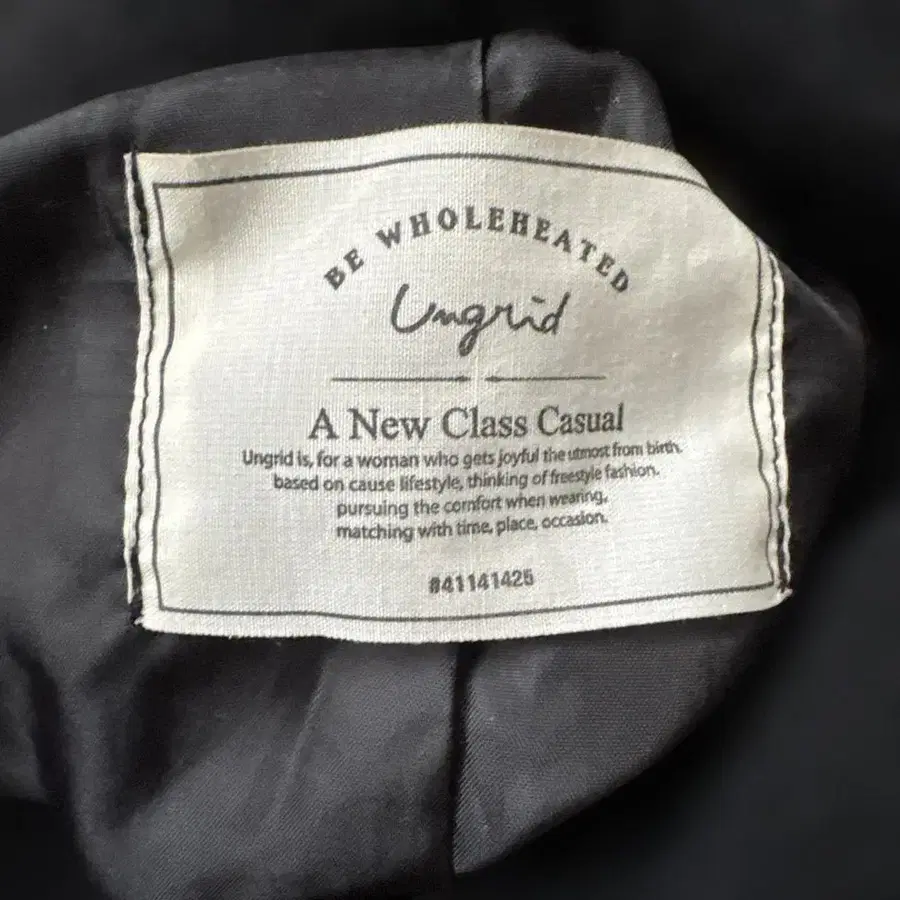 BE WHOLEHEATED
Ungrid
A New Class Casual
Ungrid is, for a woman who gets joyful the utmost from birth.
based on cause lifestyle, thinking of freestyle fashion.
pursuing the comfort when wearing,
matching with time, place, occasion.
#41141425